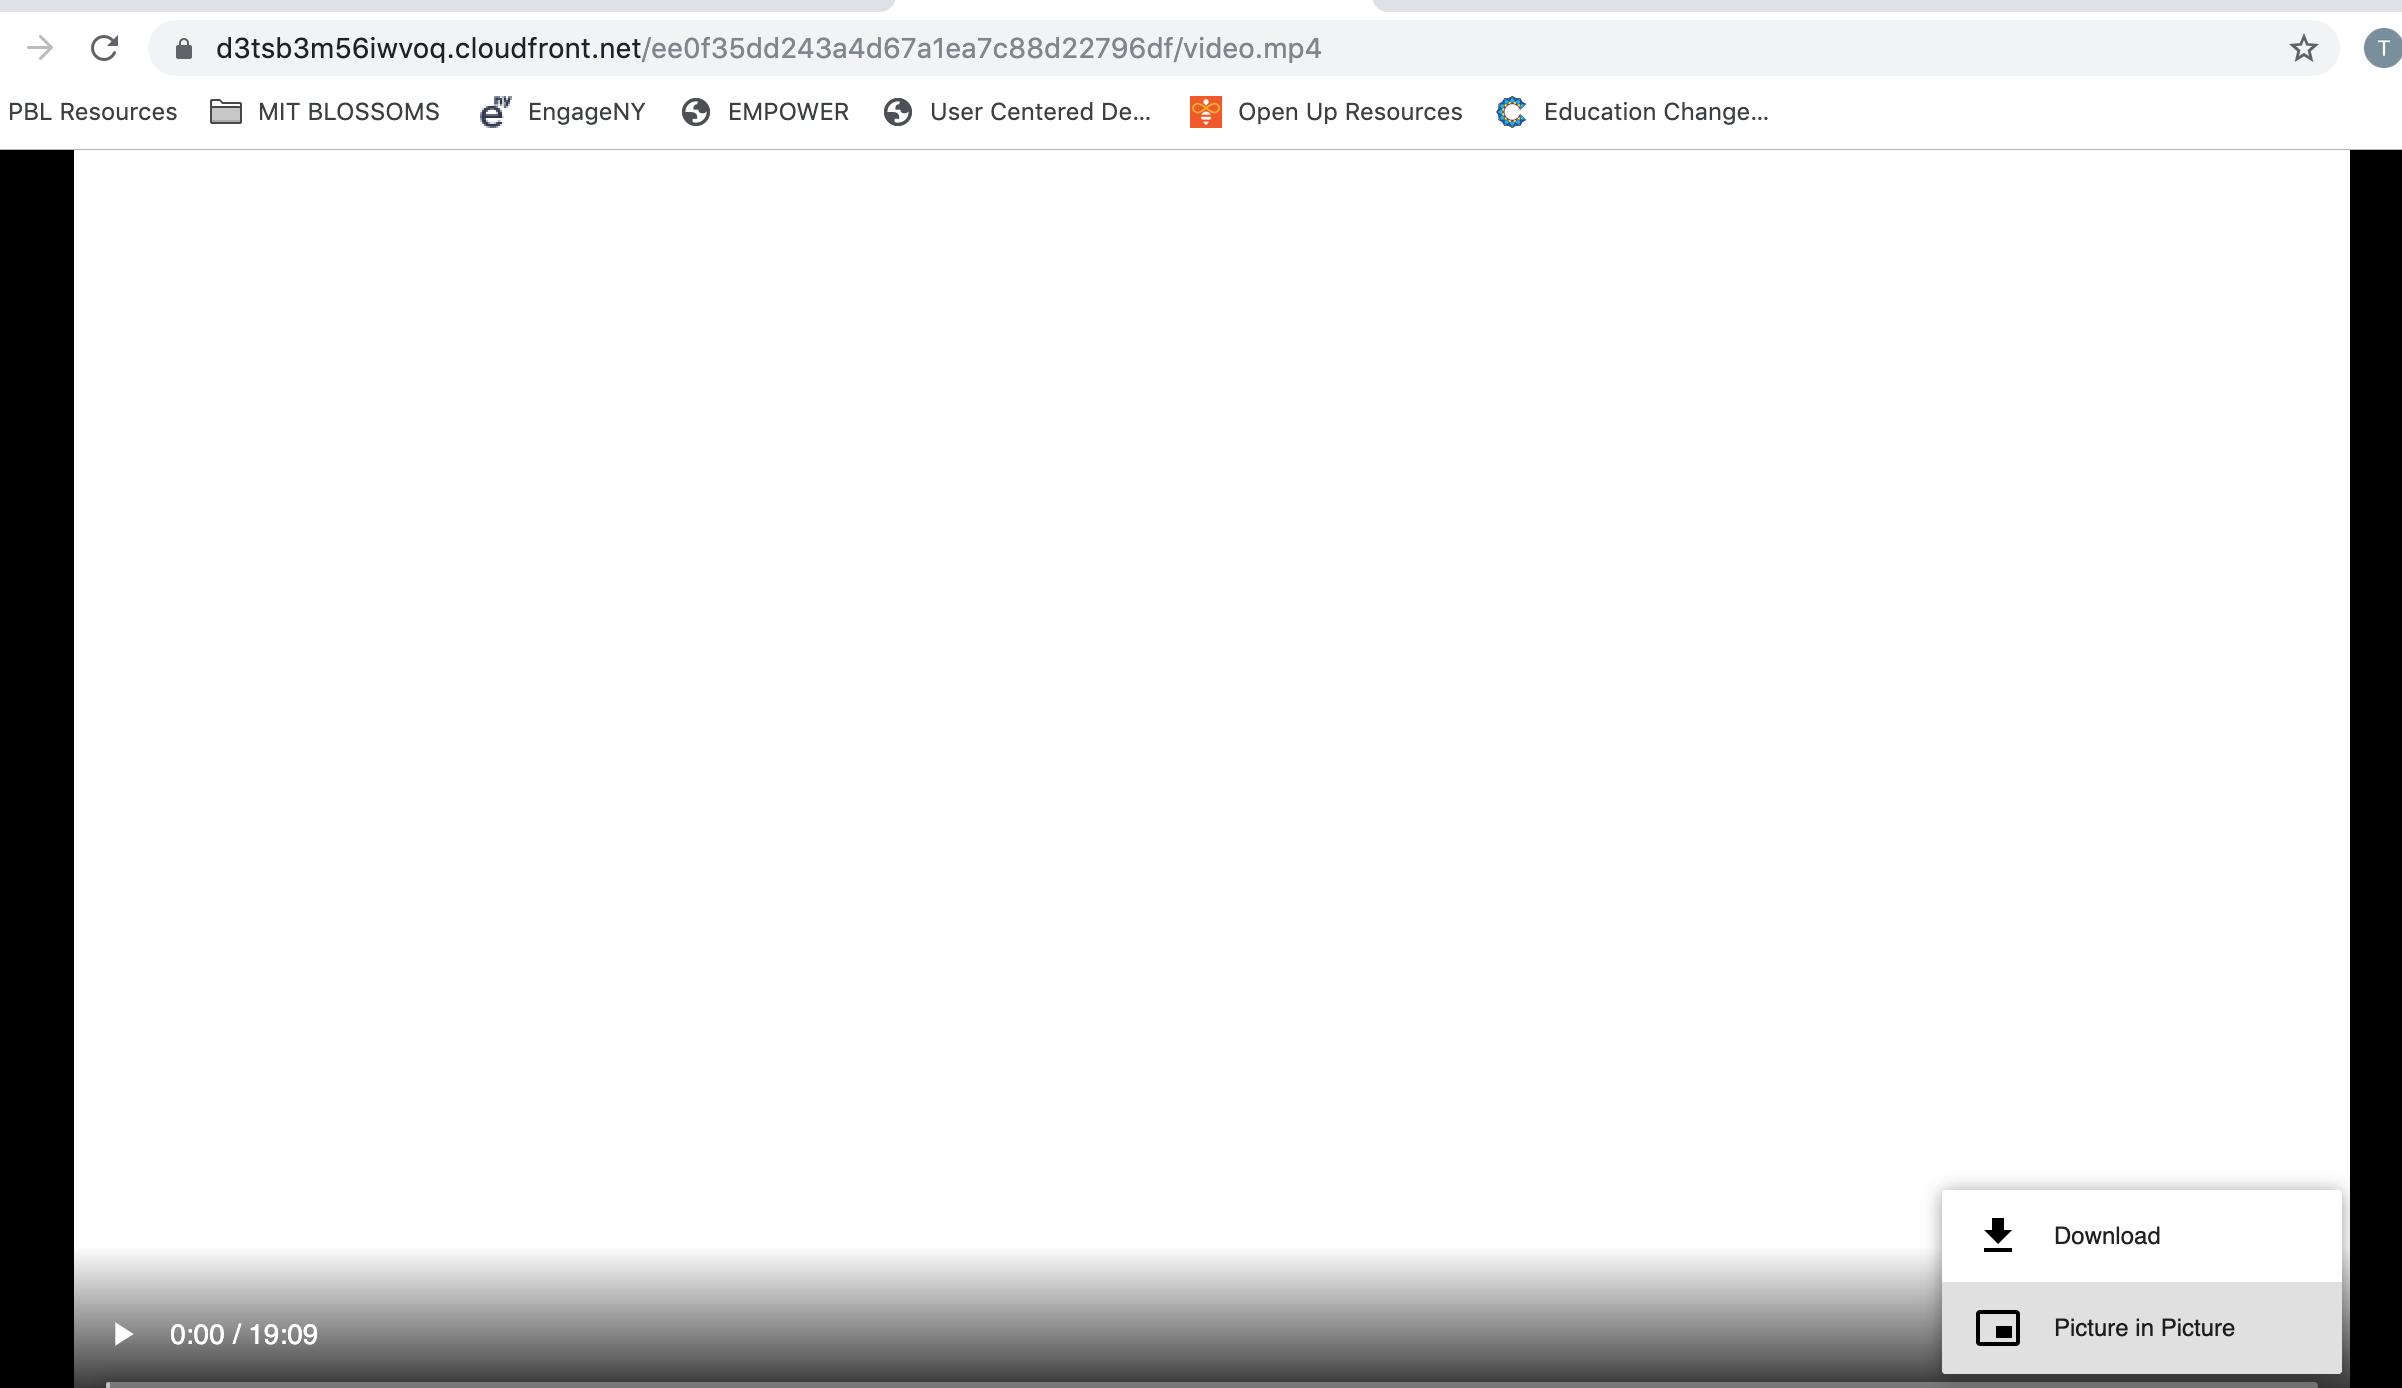 d3tsb3m56iwvoq.cloudfront.net/ee0f35dd243a4d67a1ea7c88d22796df/video.mp4
T
PBL Resources MIT BLOSSOMS eny EngageNY EMPOWER User Centered De... Open Up Resources C Education Change...
Download
Picture in Picture
0:00 / 19:09